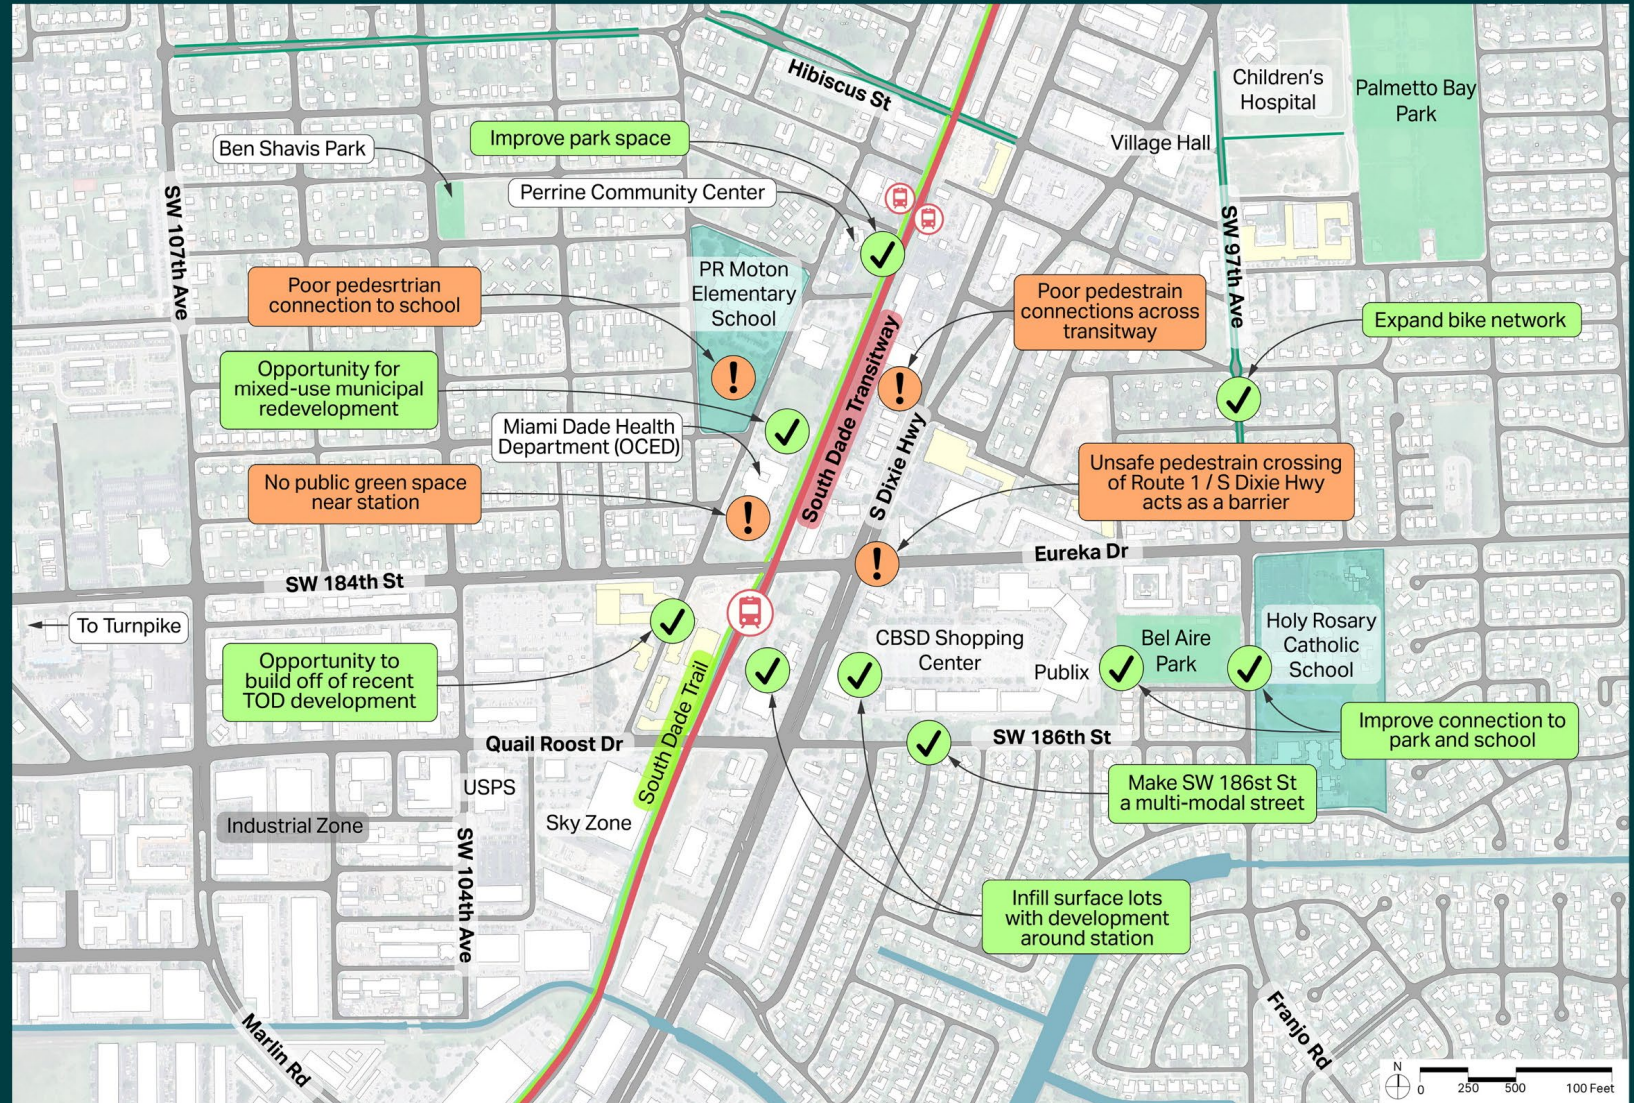 Hibiscus St
Children's
Hospital
Palmetto Bay
Park
Improve park space
Ben Shavis Park
Village Hall
Perrine Community Center
SW 107th Ave
SW 97th Ave
PR Moton
Elementary
School
Poor pedesrtrian
connection to school
Poor pedestrain
connections across
transitway
Expand bike network
Opportunity for
mixed-use municipal
redevelopment
South Dade Transitway
Miami Dade Health
Department (OCED)
S Dixie Hwy
Unsafe pedestrain crossing
of Route 1 / S Dixie Hwy
acts as a barrier
No public green space
near station
Eureka Dr
SW 184th St
To Turnpike
CBSD Shopping
Center
Publix
Bel Aire
Park
Holy Rosary
Catholic
School
Opportunity to
build off of recent
TOD development
South Dade Trail
Improve connection to
park and school
Quail Roost Dr
SW 186th St
USPS
Make SW 186st St
a multi-modal street
Industrial Zone
Sky Zone
SW 104th Ave
Infill surface lots
with development
around station
Marlin Rd
Franjo Rd
N
0 250 500 100 Feet